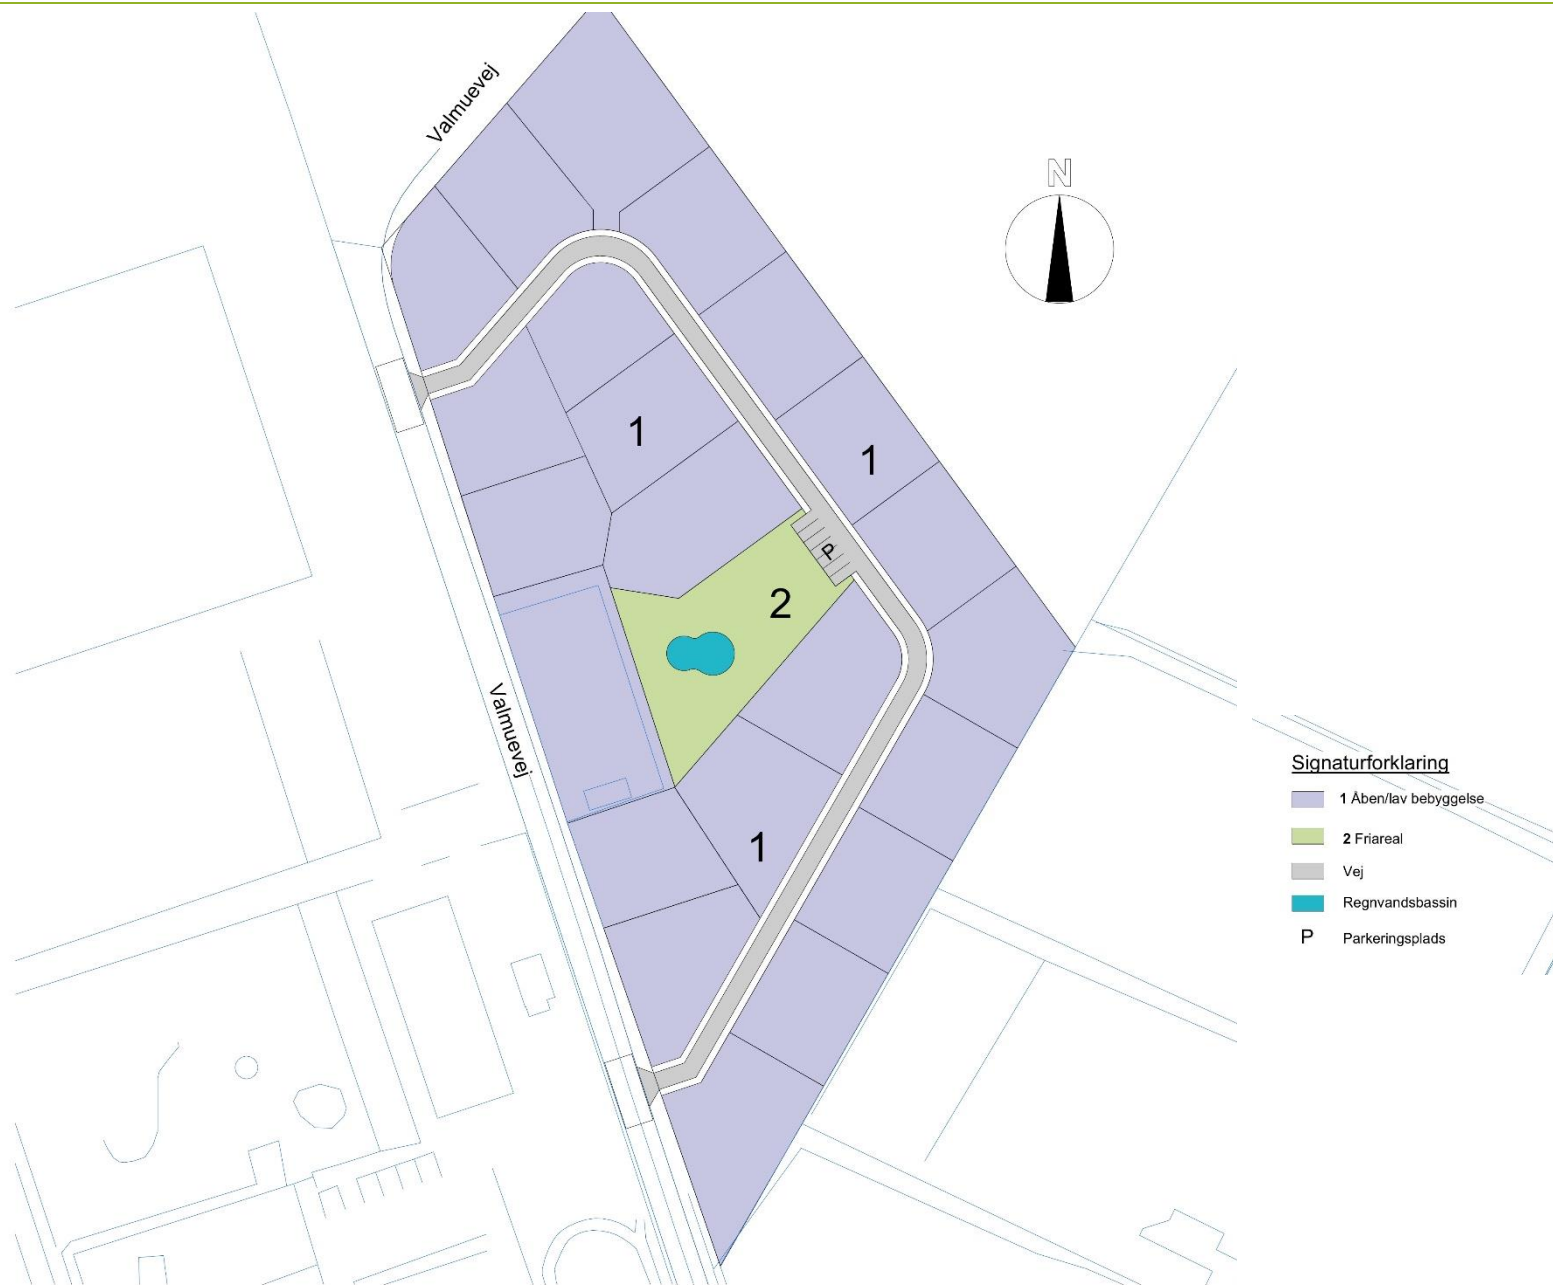 Valmuevej
N
1
1
P
2
Valmuevej
1
Signaturforklaring
1 Åben/lav bebyggelse
2 Friareal
Vej
Regnvandsbassin
P Parkeringsplads